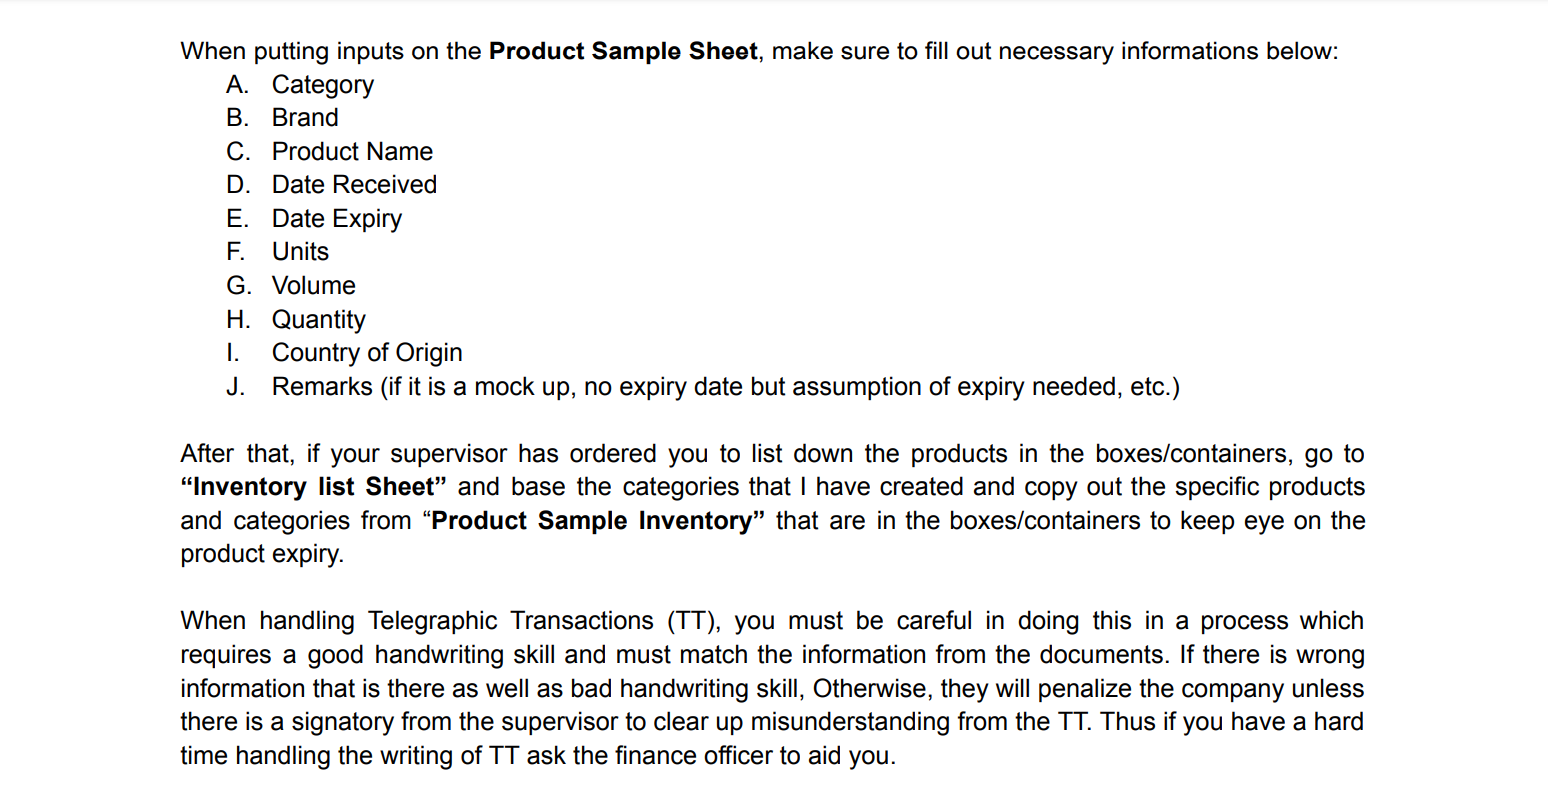 When putting inputs on the Product Sample Sheet, make sure to fill out necessary informations below:
A. Category
B. Brand
C. Product Name
D. Date Received
E. Date Expiry
F. Units
G. Volume
H. Quantity
I. Country of Origin
J. Remarks (if it is a mock up, no expiry date but assumption of expiry needed, etc.)
After that, if your supervisor has ordered you to list down the products in the boxes/containers, go to
“Inventory list Sheet” and base the categories that I have created and copy out the specific products
and categories from “Product Sample Inventory” that are in the boxes/containers to keep eye on the
product expiry.
When handling Telegraphic Transactions (TT), you must be careful in doing this in a process which
requires a good handwriting skill and must match the information from the documents. If there is wrong
information that is there as well as bad handwriting skill, Otherwise, they will penalize the company unless
there is a signatory from the supervisor to clear up misunderstanding from the TT. Thus if you have a hard
time handling the writing of TT ask the finance officer to aid you.